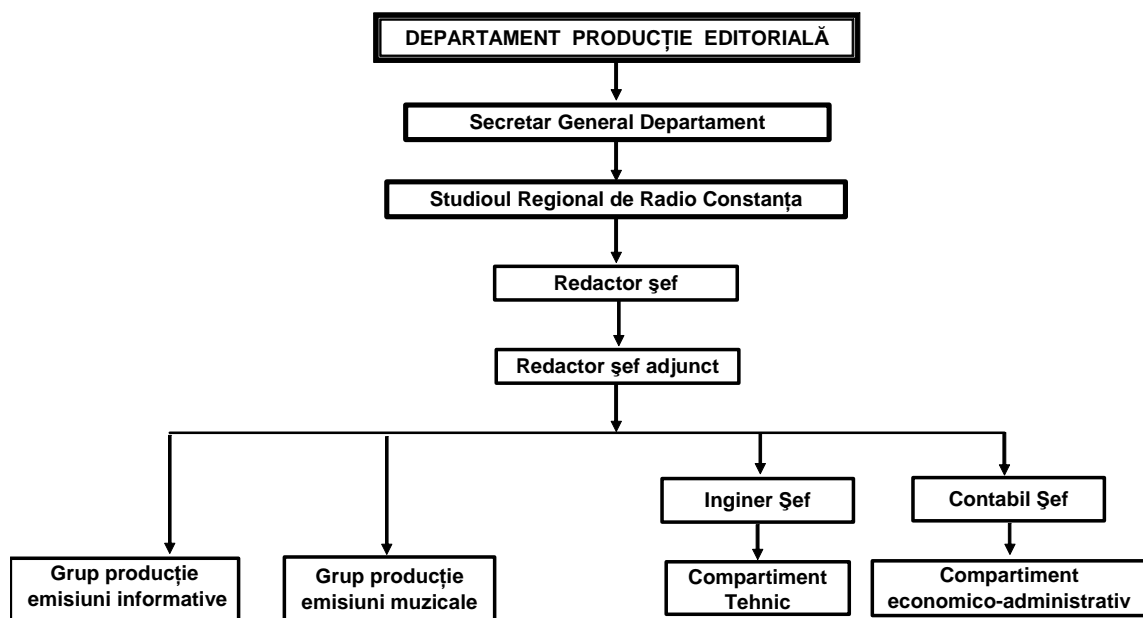 DEPARTAMENT PRODUCȚIE EDITORIALĂ
Secretar General Departament
Studioul Regional de Radio Constanța
Redactor şef
Redactor şef adjunct
Inginer Şef
Contabil Şef
Grup producție
emisiuni informative
Grup producție
emisiuni muzicale
Compartiment
Tehnic
Compartiment
economico-administrativ